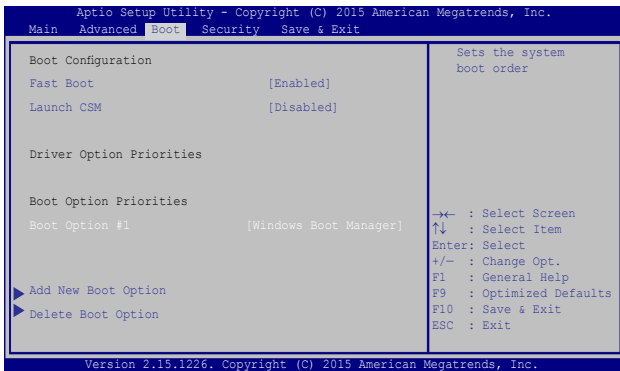 Aptio Setup Utility - Copyright (C) 2015 American Megatrends, Inc.
Main Advanced Boot Security Save & Exit
Boot Configuration
Fast Boot [Enabled]
Launch CSM [Disabled]
Driver Option Priorities
Boot Option Priorities
Boot Option #1 [Windows Boot Manager]
Add New Boot Option
Delete Boot Option
Sets the system
boot order
→← : Select Screen
↑↓ : Select Item
Enter: Select
+/— : Change Opt.
F1 : General Help
F9 : Optimized Defaults
F10 : Save & Exit
ESC : Exit
Version 2.15.1226. Copyright (C) 2015 American Megatrends, Inc.